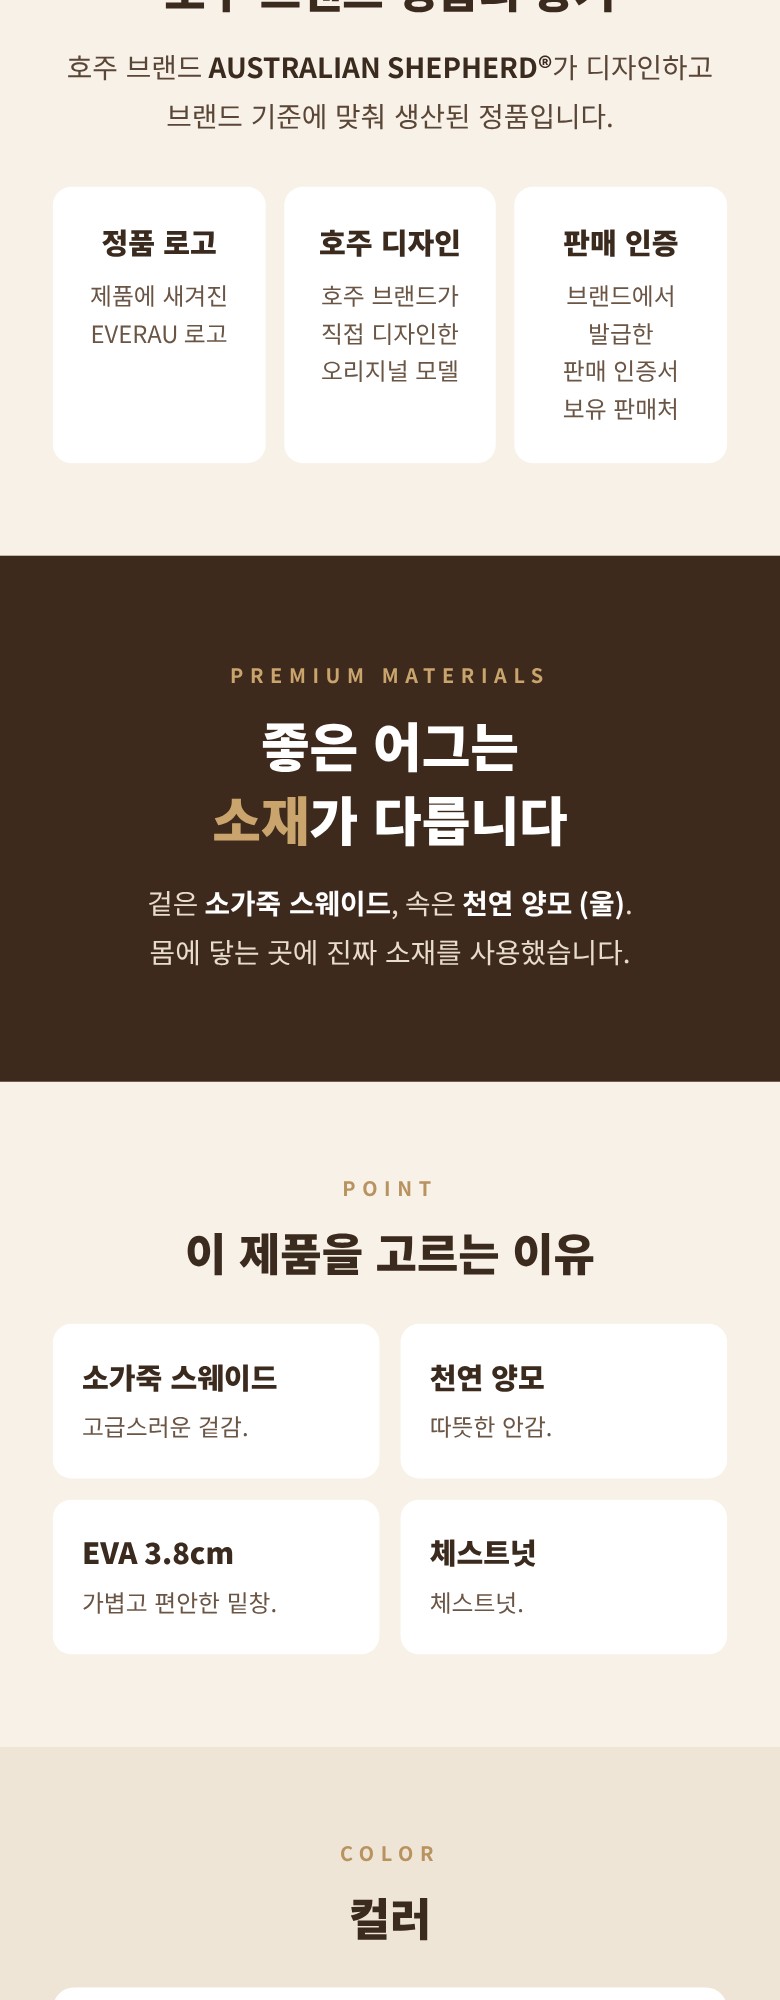 호주 브랜드 AUSTRALIAN SHEPHERD®가 디자인하고
브랜드 기준에 맞춰 생산된 정품입니다.
정품 로고
제품에 새겨진
EVERAU 로고
호주 디자인
호주 브랜드가
직접 디자인한
오리지널 모델
판매 인증
브랜드에서
발급한
판매 인증서
보유 판매처
PREMIUM MATERIALS
좋은 어그는
소재가 다릅니다
겉은 소가죽 스웨이드, 속은 천연 양모 (울).
몸에 닿는 곳에 진짜 소재를 사용했습니다.
POINT
이 제품을 고르는 이유
소가죽 스웨이드
고급스러운 겉감.
천연 양모
따뜻한 안감.
EVA 3.8cm
가볍고 편안한 밑창.
체스트넛
체스트넛.
COLOR
컬러